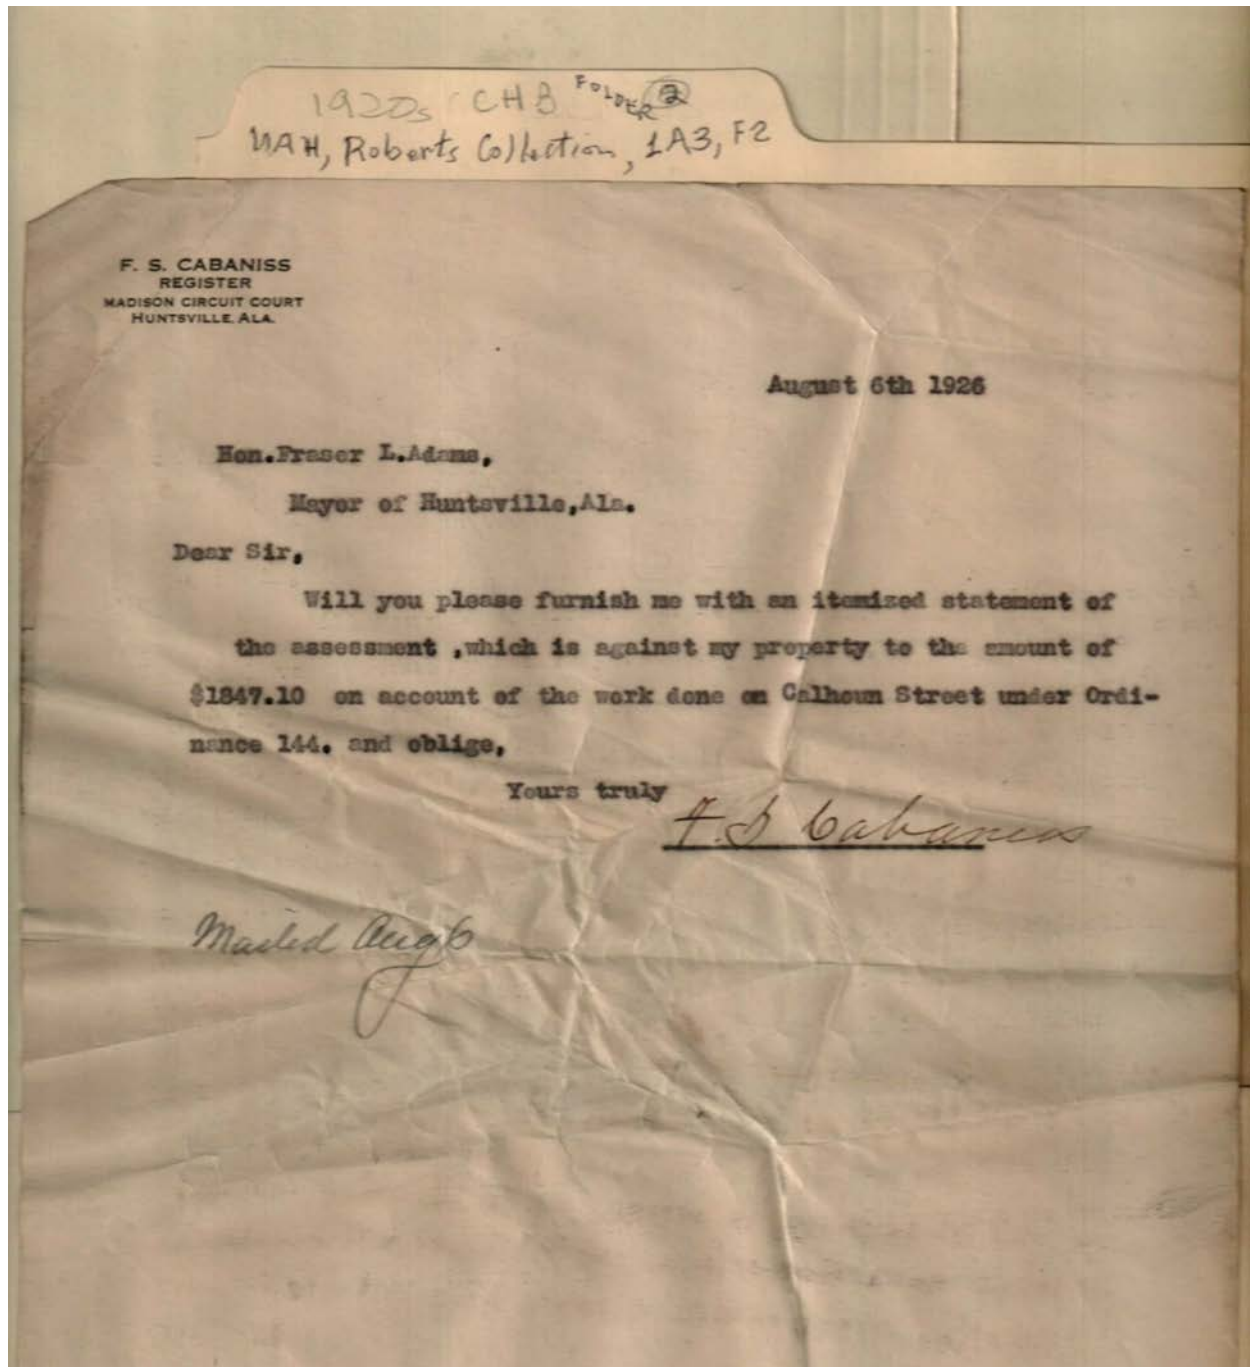 1920s CHB FOLDER 2
UAH, Roberts Collection, 1A3, F2
F. S. CABANISS
REGISTER
MADISON CIRCUIT COURT
HUNTSVILLE, ALA.
August 6th 1926
Hon.Fraser L.Adams,
Mayor of Huntsville,Ala.
Dear Sir,
Will you please furnish me with an itemized statement of
the assessment ,which is against my property to the amount of
$1847.10 on account of the work done on Calhoun Street under Ordi-
nance 144. and oblige,
Yours truly
F. S Cabaniss
Mailed Aug 6